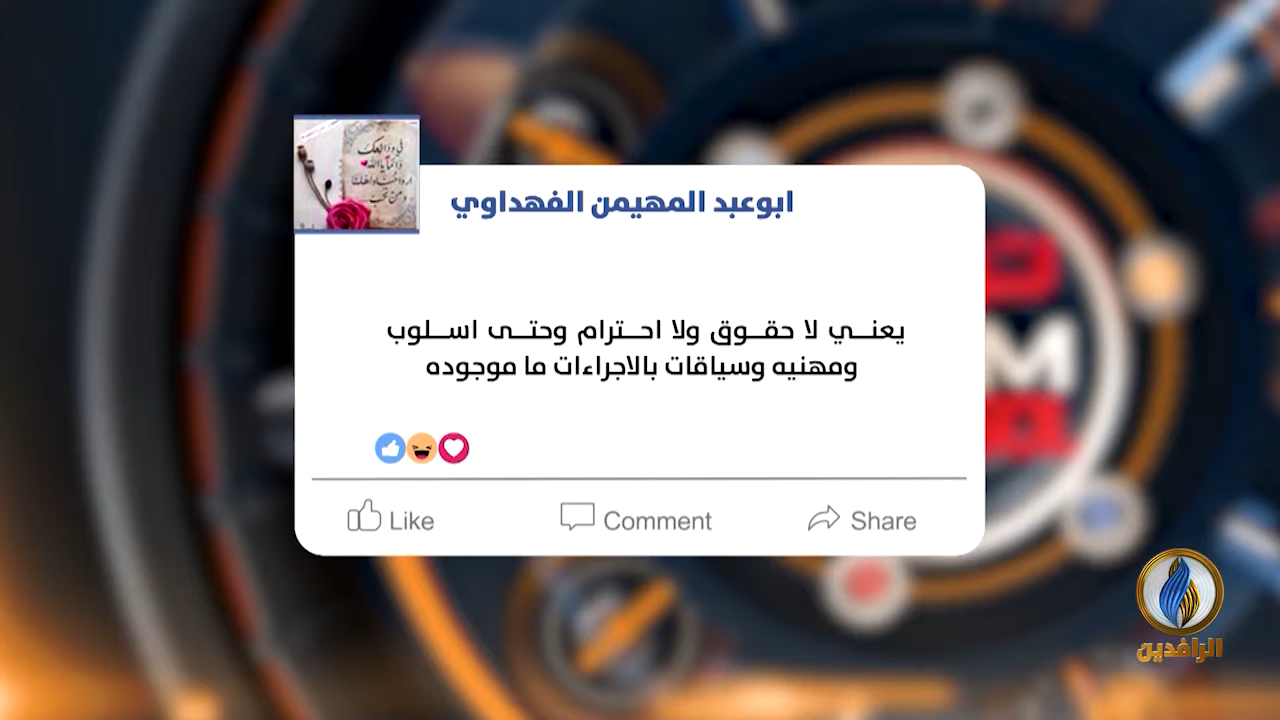 ابوعبد المهيمن الفهداوي
يعني لا حقوق ولا احترام وحتى اسلوب
ومهنيه وسياقات بالاجراءات ما موجوده
Like
Comment
Share
الرافدين